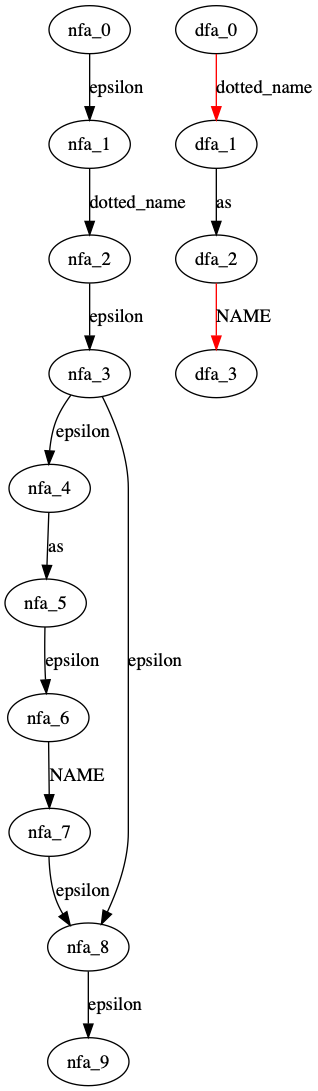 nfa_0
dfa_0
epsilon
dotted_name
nfa_1
dfa_1
dotted_name
as
nfa_2
dfa_2
epsilon
NAME
nfa_3
dfa_3
epsilon
nfa_4
as
nfa_5
epsilon
epsilon
nfa_6
NAME
nfa_7
epsilon
nfa_8
epsilon
nfa_9